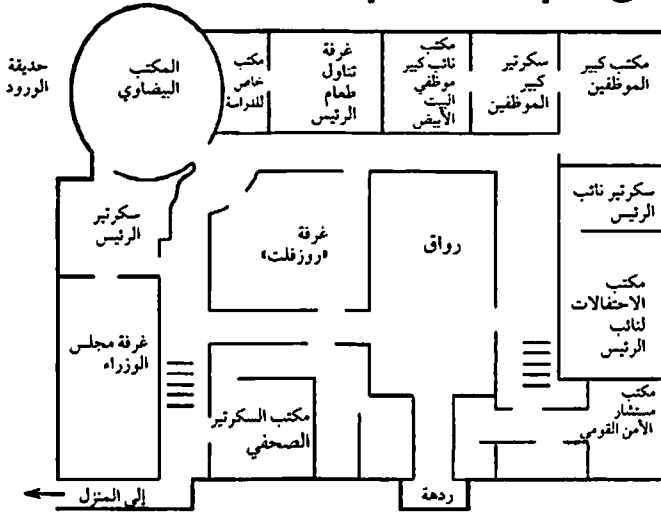 حديقة
الورود
المكتب
البيضاوي
مكتب
خاص
للدراسة
غرفة
تناول
طعام
الرئيس
مكتب
نائب كبير
موظفي
البيت
الأبيض
سكرتير
كبير
الموظفين
مكتب كبير
الموظفين
سكرتير
الرئيس
غرفة
«روزفلت»
رواق
سكرتير نائب
الرئيس
مكتب
الاحتفالات
لنائب
الرئيس
غرفة مجلس
الوزراء
مكتب السكرتير
الصحفي
مكتب
مستشار
الأمن القومي
إلى المنزل
ردهة